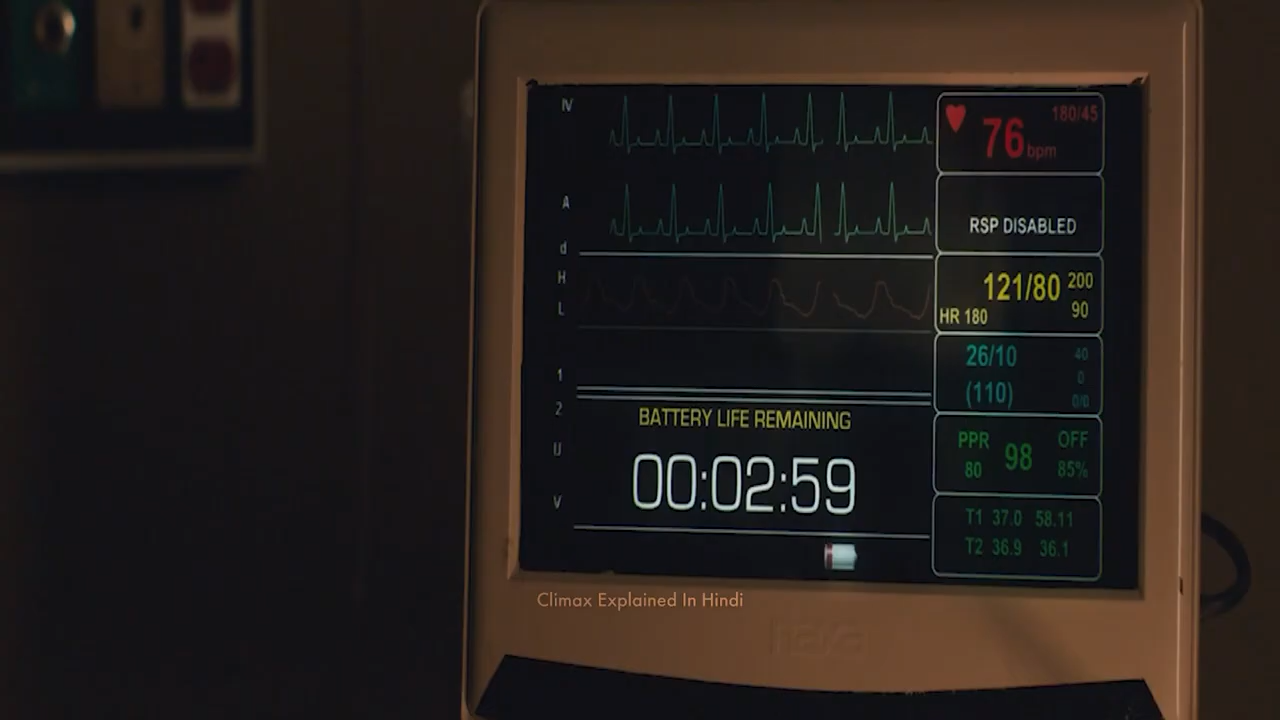 IV
A
d
H
L
1
2
V
76 bpm
180/45
RSP DISABLED
121/80 200
HR 180 90
26/10 40
(110) 0
0/0
PPR 98 OFF
80 85%
T1 37.0 58.11
T2 36.9 36.1
BATTERY LIFE REMAINING
00:02:59
Climax Explained In Hindi